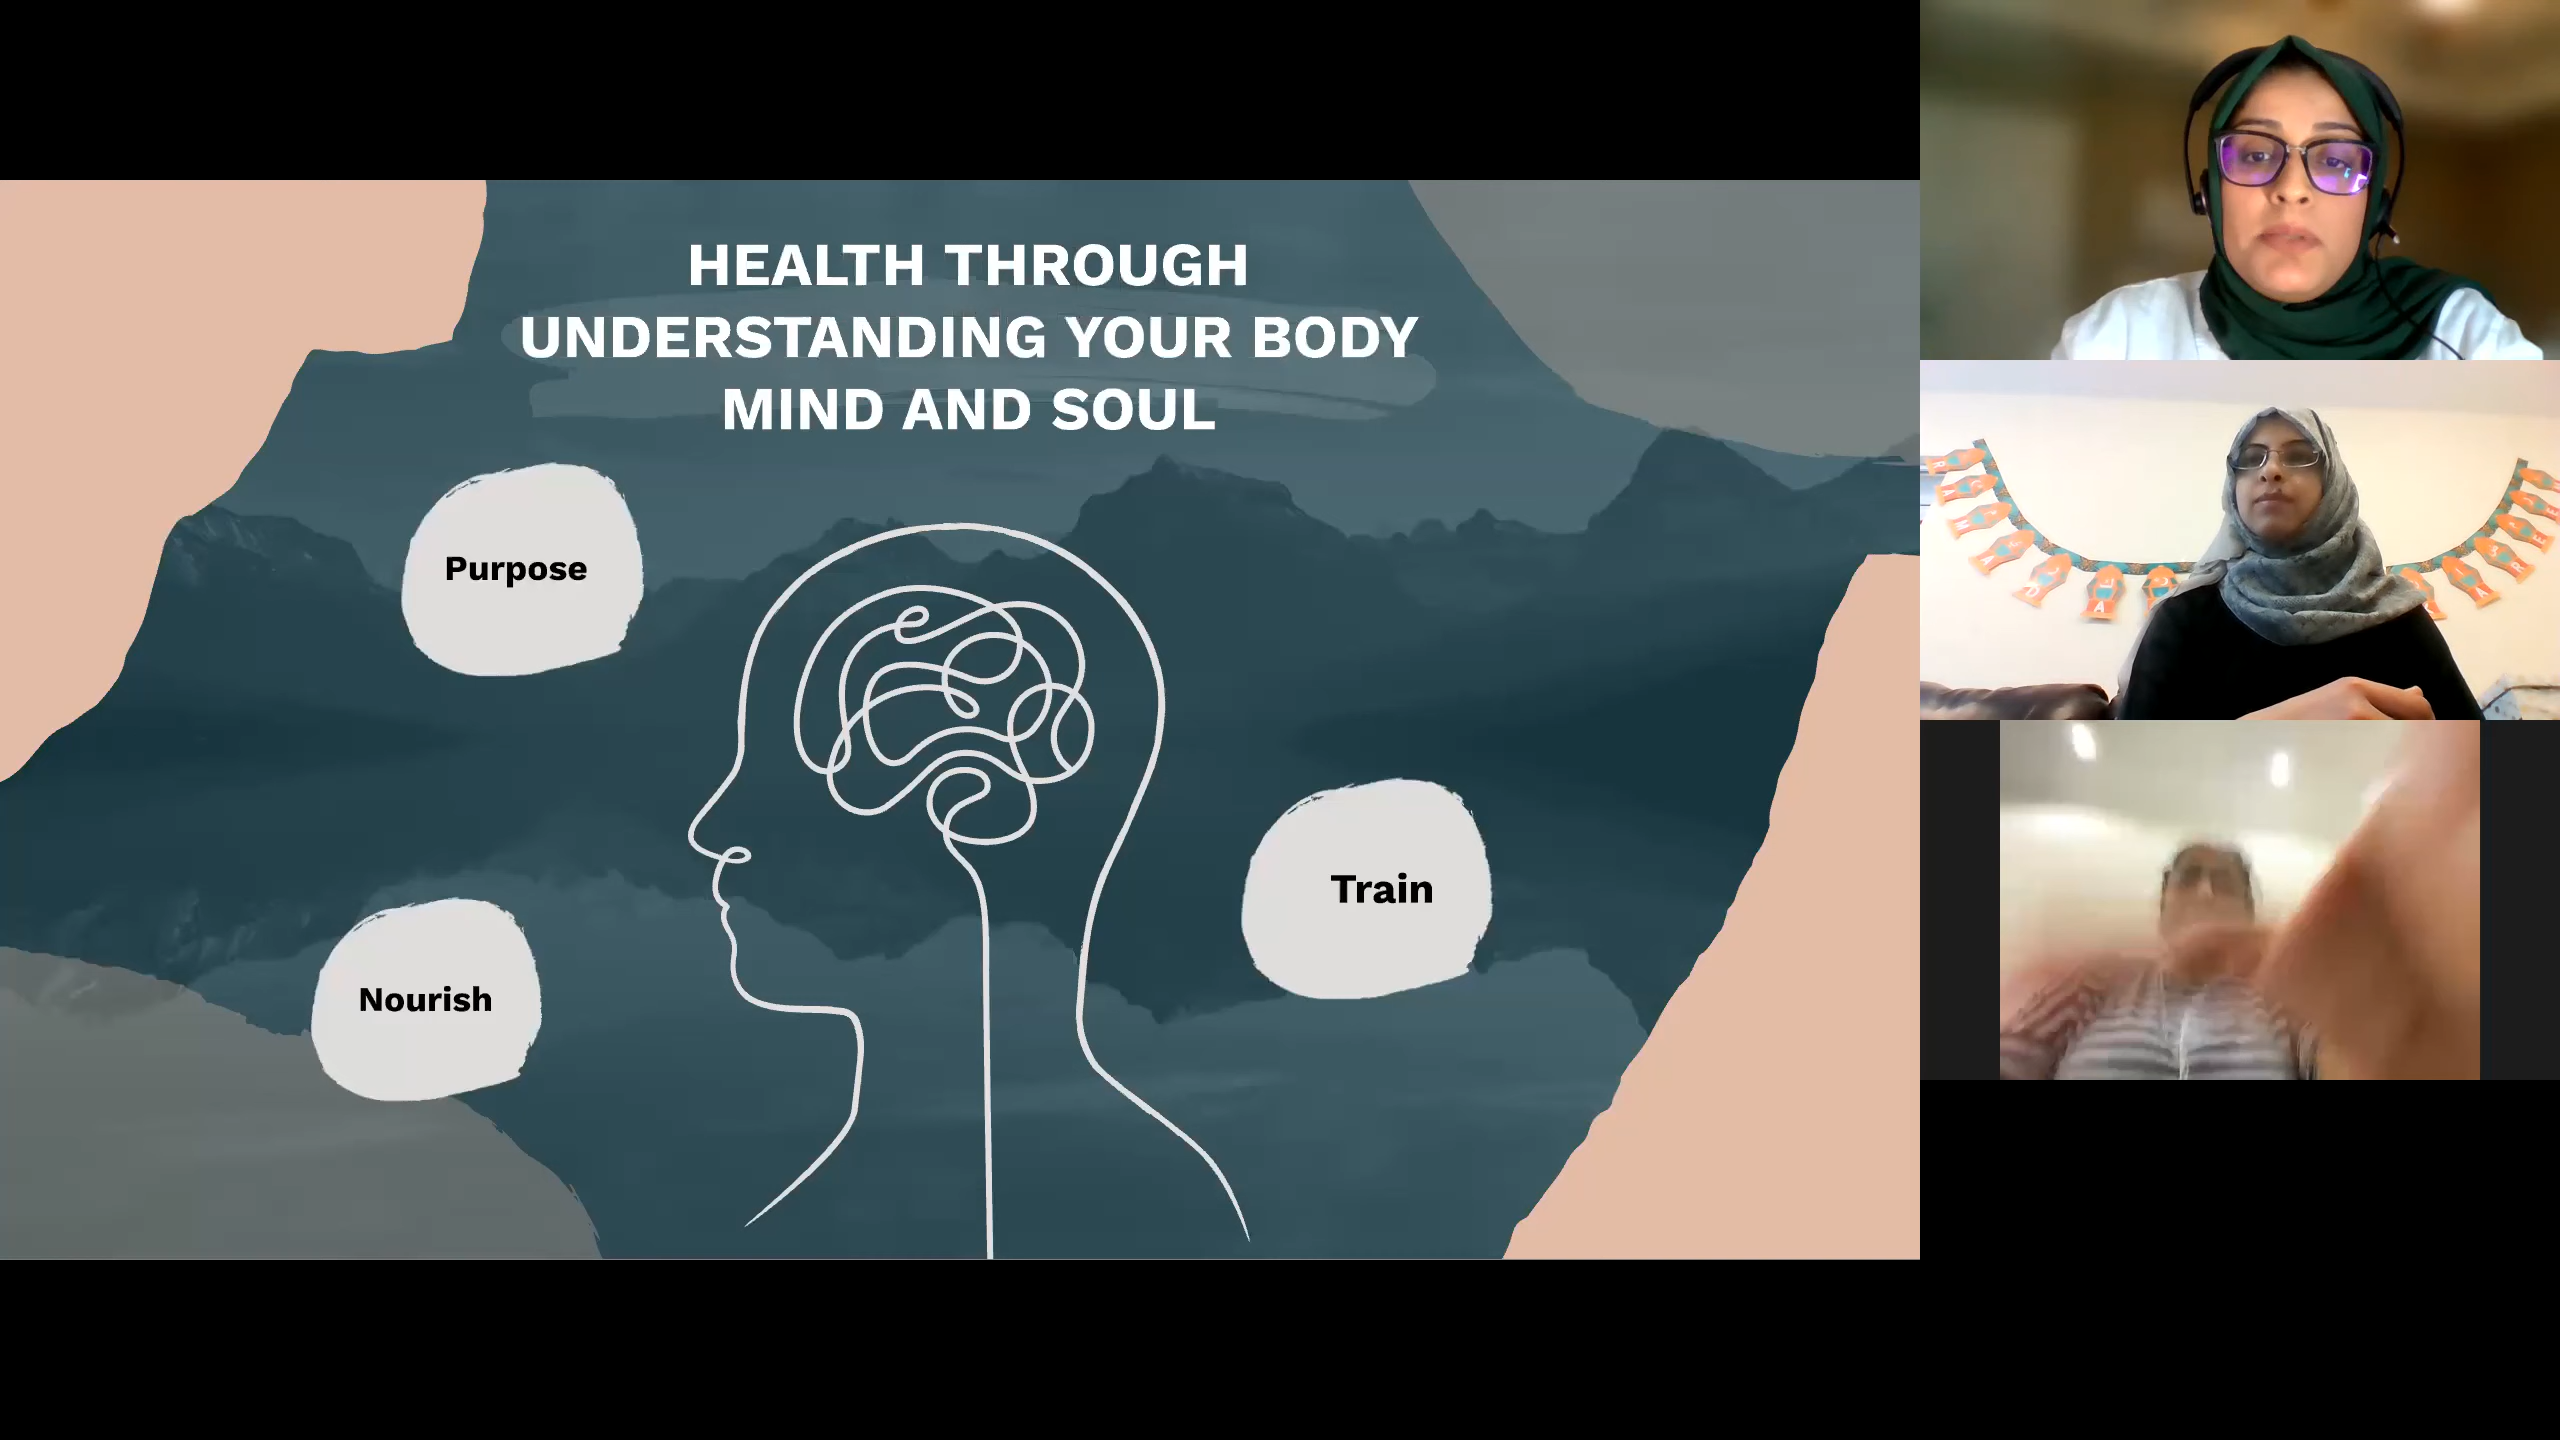 HEALTH THROUGH
UNDERSTANDING YOUR BODY
MIND AND SOUL
Purpose
Train
Nourish